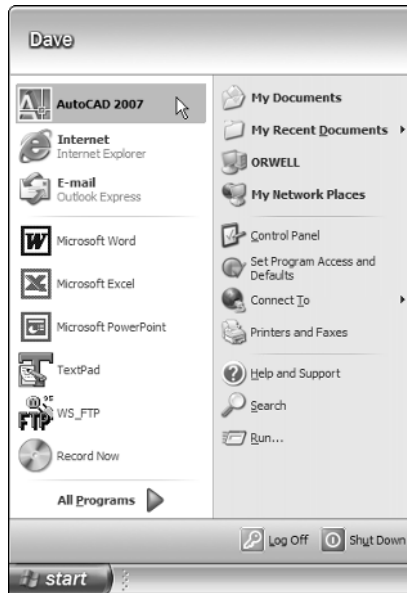 Dave
AutoCAD 2007
Internet
Internet Explorer
E-mail
Outlook Express
Microsoft Word
Microsoft Excel
Microsoft PowerPoint
TextPad
WS_FTP
Record Now
All Programs
My Documents
My Recent Documents
ORWELL
My Network Places
Control Panel
Set Program Access and
Defaults
Connect To
Printers and Faxes
Help and Support
Search
Run...
Log Off
Shut Down
start